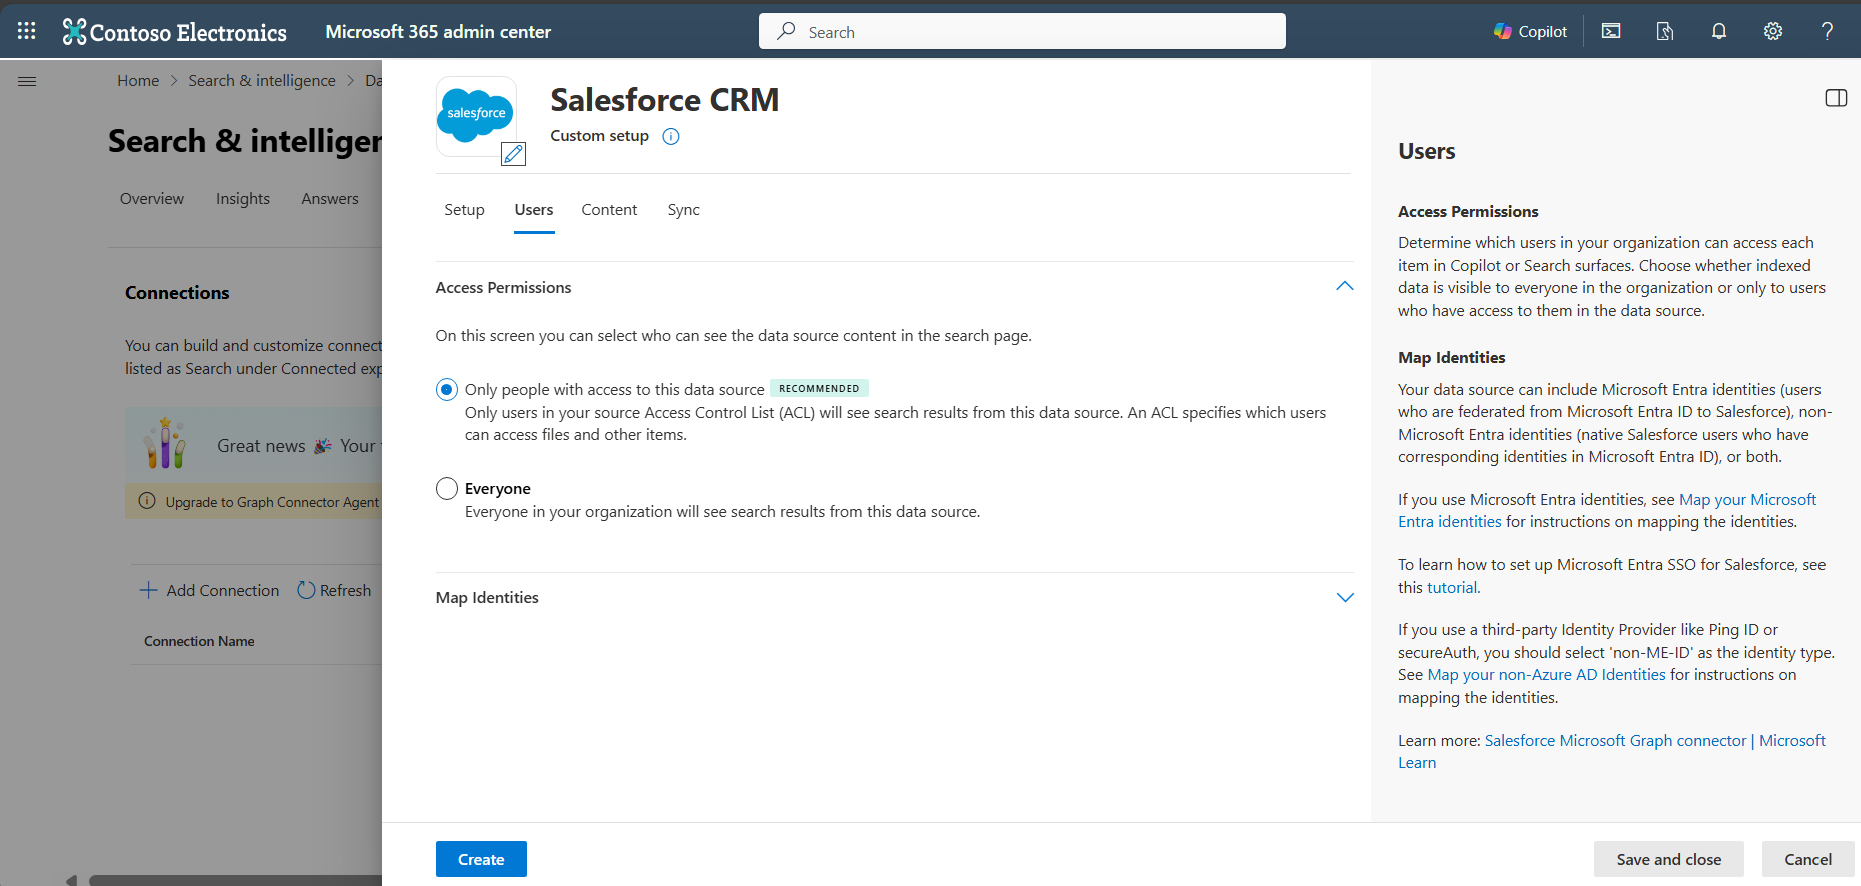 Contoso Electronics
Microsoft 365 admin center
Search
Copilot
Home > Search & intelligence > Da
Search & intelliger
Overview Insights Answers
Connections
You can build and customize connect
listed as Search under Connected exp
Great news 🎉 Your
Upgrade to Graph Connector Agent
Add Connection Refresh
Connection Name
salesforce
Salesforce CRM
Custom setup
Setup Users Content Sync
Access Permissions
On this screen you can select who can see the data source content in the search page.
Only people with access to this data source RECOMMENDED
Only users in your source Access Control List (ACL) will see search results from this data source. An ACL specifies which users
can access files and other items.
Everyone
Everyone in your organization will see search results from this data source.
Map Identities
Create
Users
Access Permissions
Determine which users in your organization can access each
item in Copilot or Search surfaces. Choose whether indexed
data is visible to everyone in the organization or only to users
who have access to them in the data source.
Map Identities
Your data source can include Microsoft Entra identities (users
who are federated from Microsoft Entra ID to Salesforce), non-
Microsoft Entra identities (native Salesforce users who have
corresponding identities in Microsoft Entra ID), or both.
If you use Microsoft Entra identities, see Map your Microsoft
Entra identities for instructions on mapping the identities.
To learn how to set up Microsoft Entra SSO for Salesforce, see
this tutorial.
If you use a third-party Identity Provider like Ping ID or
secureAuth, you should select 'non-ME-ID' as the identity type.
See Map your non-Azure AD Identities for instructions on
mapping the identities.
Learn more: Salesforce Microsoft Graph connector | Microsoft
Learn
Save and close Cancel